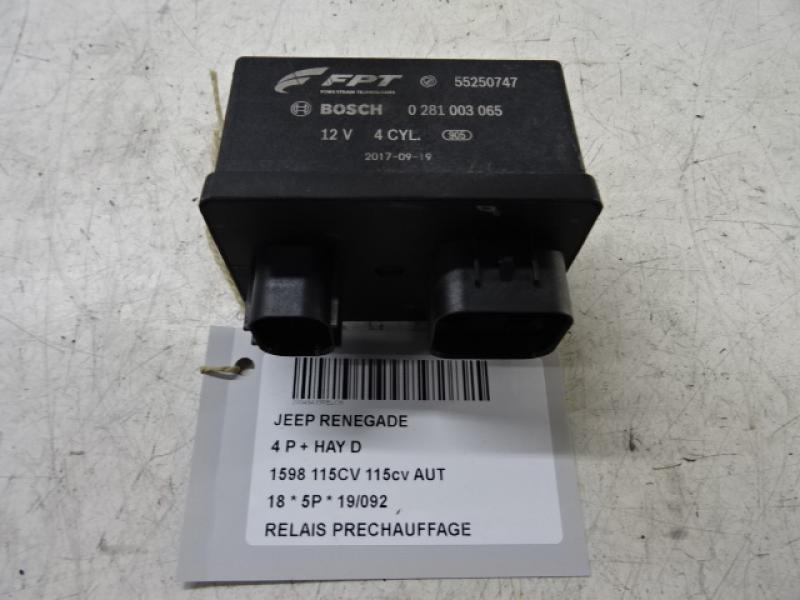 FPT 55250747
POWERTRAIN TECHNOLOGIES
BOSCH 0 281 003 065
12 V 4 CYL. 905
2017-09-19
JEEP RENEGADE
4 P + HAY D
1598 115CV 115cv AUT
18 * 5P * 19/092
RELAIS PRECHAUFFAGE